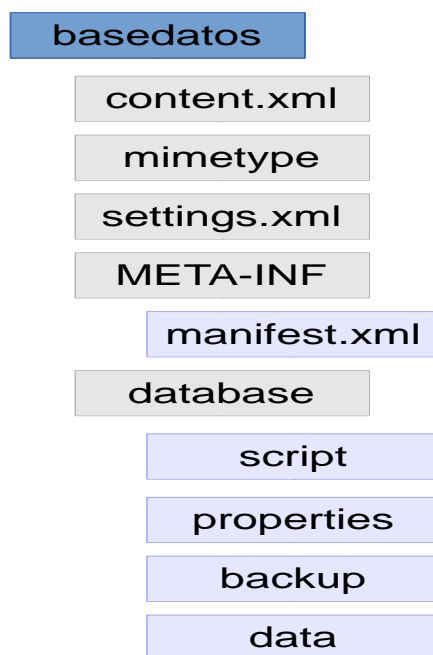 basedatos
content.xml
mimetype
settings.xml
META-INF
manifest.xml
database
script
properties
backup
data